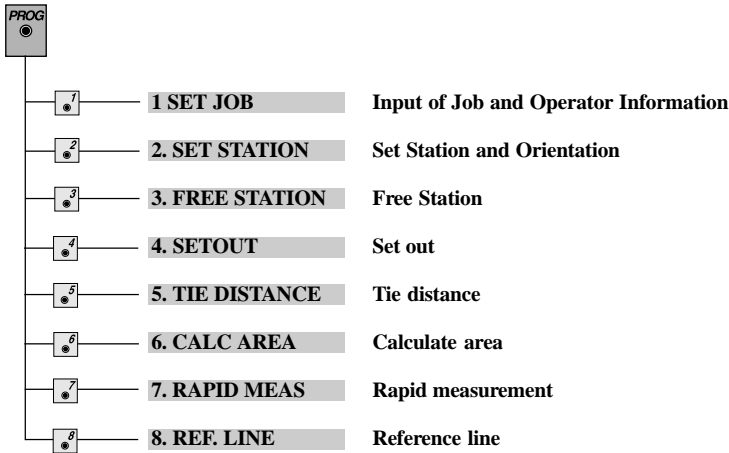 PROG
1 1 SET JOB Input of Job and Operator Information
2 2. SET STATION Set Station and Orientation
3 3. FREE STATION Free Station
4 4. SETOUT Set out
5 5. TIE DISTANCE Tie distance
6 6. CALC AREA Calculate area
7 7. RAPID MEAS Rapid measurement
8 8. REF. LINE Reference line